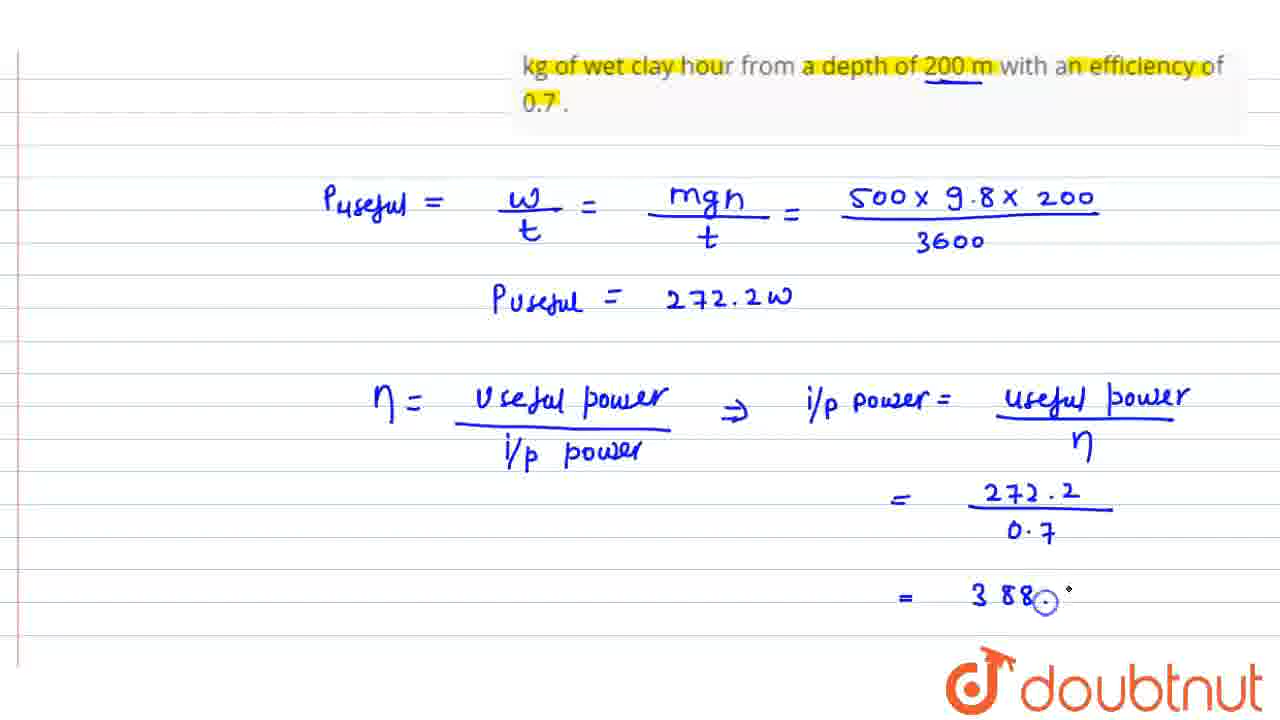 kg of wet clay hour from a depth of 200 m with an efficiency of
0.7 .
Puseful = w/t = mgh/t = 500 × 9.8 × 200/3600
Puseful = 272.2w
η = Useful power/i/p power ⇒ i/p power = useful power/η
= 272.2/0.7
= 388.
doubtnut